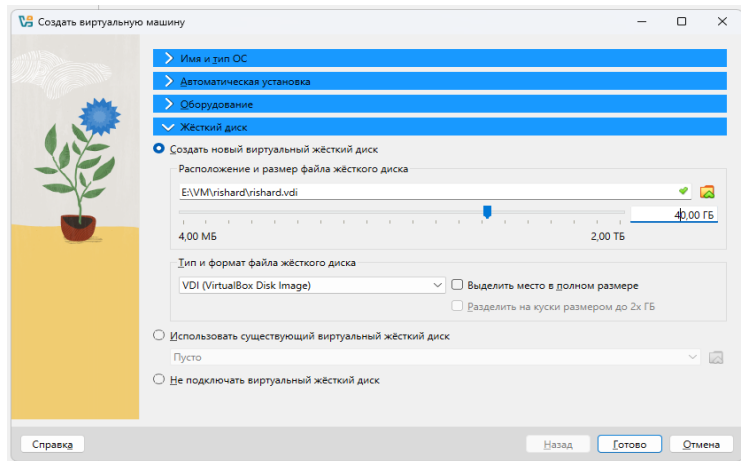 Создать виртуальную машину
Имя и тип ОС
Автоматическая установка
Оборудование
Жёсткий диск
Создать новый виртуальный жёсткий диск
Расположение и размер файла жёсткого диска
E:\VM\rishard\rishard.vdi
40,00 ГБ
4,00 МБ 2,00 ТБ
Тип и формат файла жёсткого диска
VDI (VirtualBox Disk Image) Выделить место в полном размере
Разделить на куски размером до 2х ГБ
Использовать существующий виртуальный жёсткий диск
Пусто
Не подключать виртуальный жёсткий диск
Справка Назад Готово Отмена